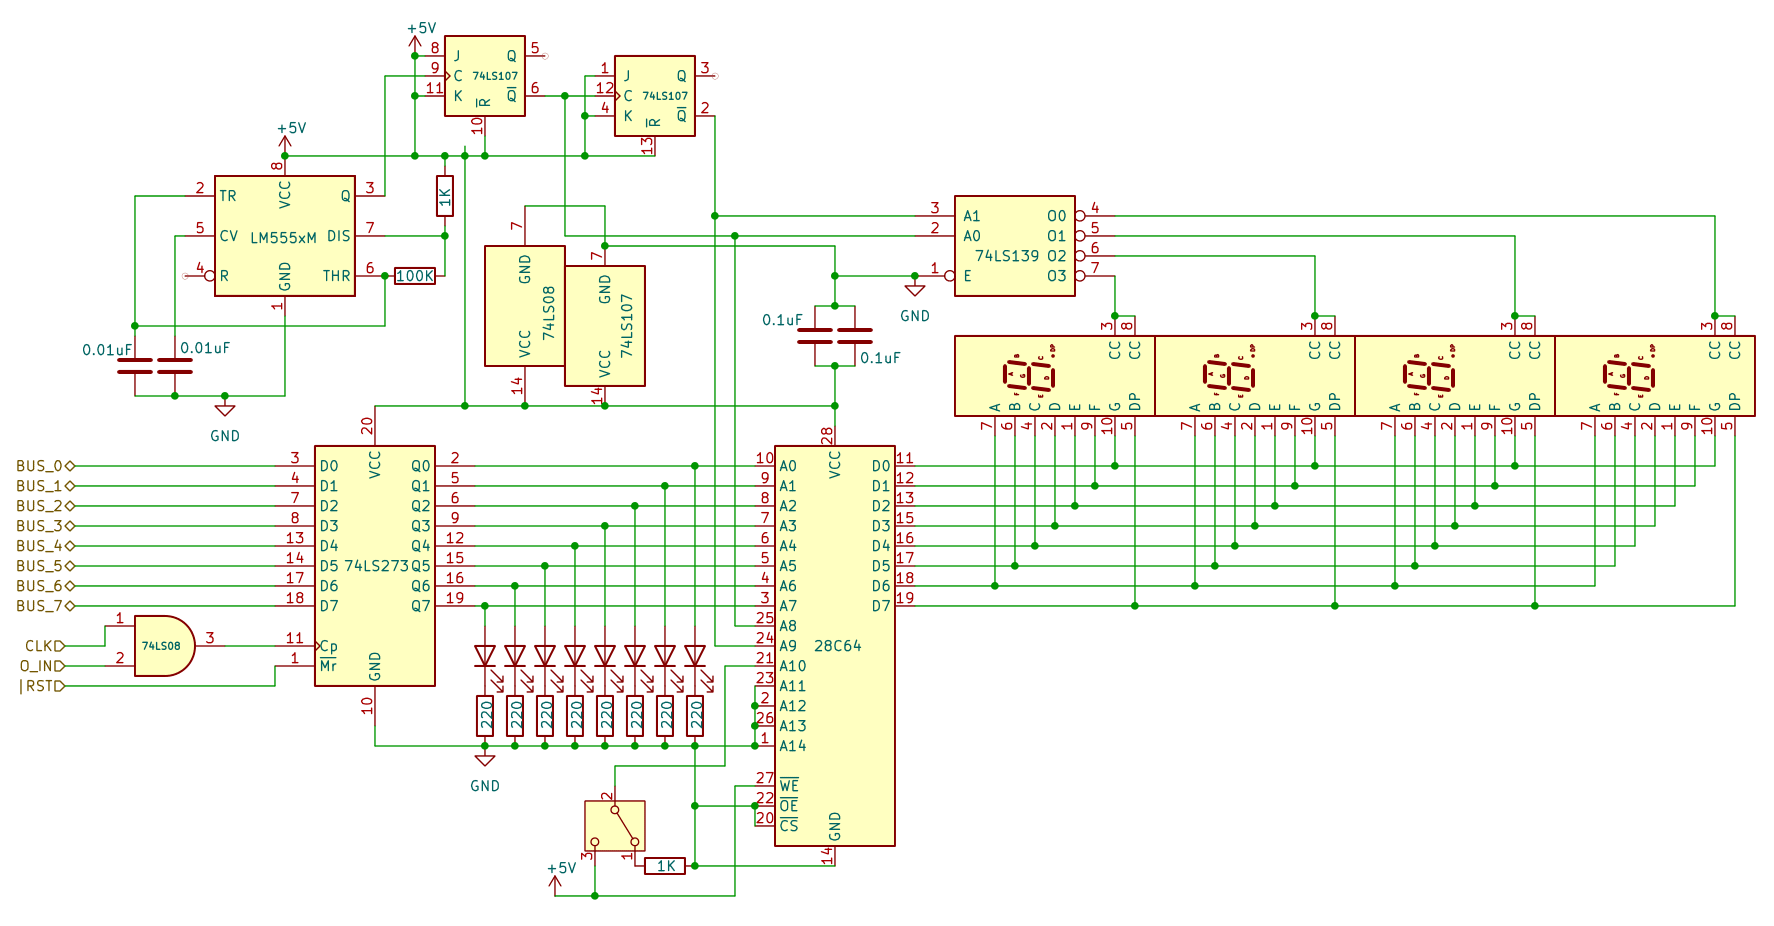 +5V
8 J Q 5
9 C 74LS107
11 K Q 6
R
10
1 J Q 3
12 C 74LS107
4 K Q 2
R
13
+5V
8
VCC
2 TR Q 3
5 CV LM555xM DIS 7
4 R GND THR 6
1
1K
100K
0.01uF
0.01uF
GND
7
GND
74LS08
VCC
14
7
GND
74LS107
VCC
14
0.1uF
0.1uF
3 A1 O0 4
2 A0 O1 5
74LS139 O2 6
1 E O3 7
GND
3 8 3 8 3 8 3 8
CC CC CC CC CC CC CC CC
A B C D E F G DP
A B C D E F G DP
A B C D E F G DP
A B C D E F G DP
A B C D E F G DP
A B C D E F G DP
A B C D E F G DP
A B C D E F G DP
7 6 4 2 1 9 10 5
7 6 4 2 1 9 10 5
7 6 4 2 1 9 10 5
7 6 4 2 1 9 10 5
20
VCC
BUS_0 3 D0 Q0 2
BUS_1 4 D1 Q1 5
BUS_2 7 D2 Q2 6
BUS_3 8 D3 Q3 9
BUS_4 13 D4 Q4 12
BUS_5 14 D5 74LS273 Q5 15
BUS_6 17 D6 Q6 16
BUS_7 18 D7 Q7 19
CLK 1 74LS08 3 11 Cp
O_IN 2 1 Mr
|RST
GND
10
220 220 220 220 220 220 220 220
GND
28
VCC
10 A0 D0 11
9 A1 D1 12
8 A2 D2 13
7 A3 D3 15
6 A4 D4 16
5 A5 D5 17
4 A6 D6 18
3 A7 D7 19
25 A8
24 A9 28C64
21 A10
23 A11
2 A12
26 A13
1 A14
27 WE
22 OE
20 CS
GND
14
2
3 1
1K
+5V